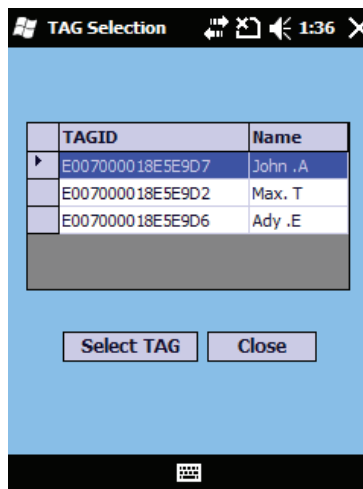 TAG Selection 1:36
TAGID Name
E007000018E5E9D7 John .A
E007000018E5E9D2 Max. T
E007000018E5E9D6 Ady .E
Select TAG Close